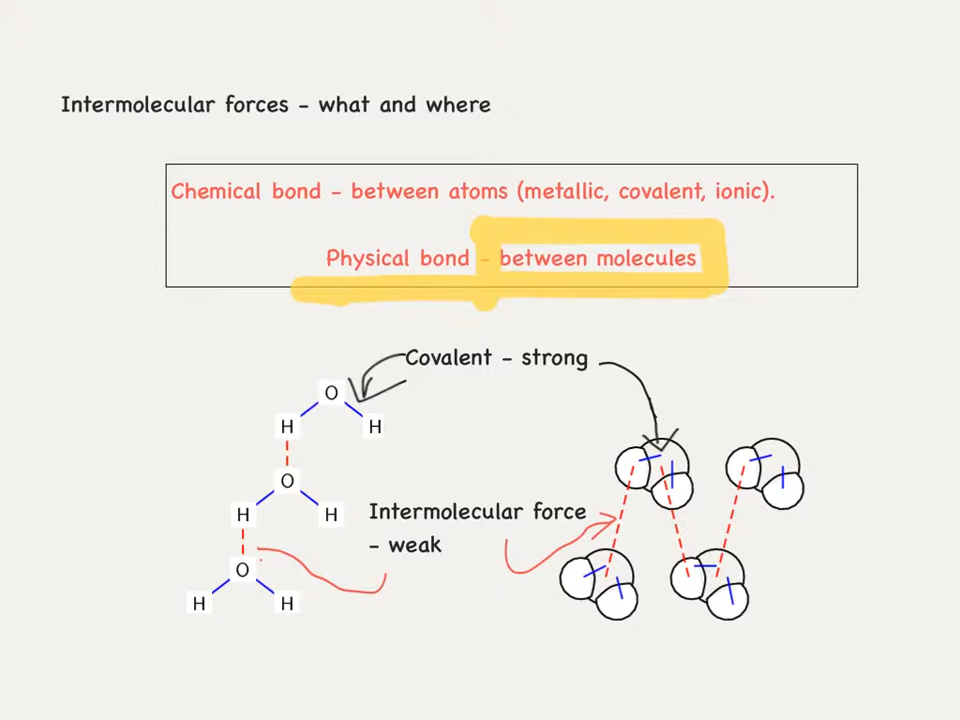 Intermolecular forces - what and where
Chemical bond - between atoms (metallic, covalent, ionic).
Physical bond - between molecules
Covalent - strong
O
H H
O
H H
Intermolecular force
- weak
O
H H